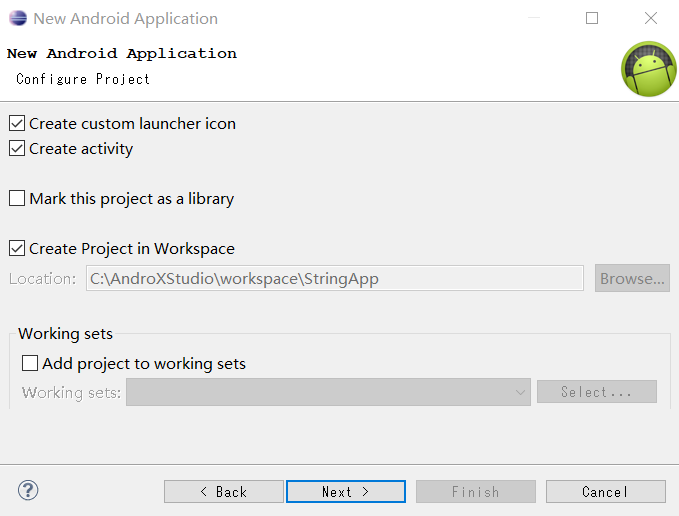 New Android Application
New Android Application
Configure Project
Create custom launcher icon
Create activity
Mark this project as a library
Create Project in Workspace
Location: C:\AndroXStudio\workspace\StringApp Browse...
Working sets
Add project to working sets
Working sets: Select...
? < Back Next > Finish Cancel